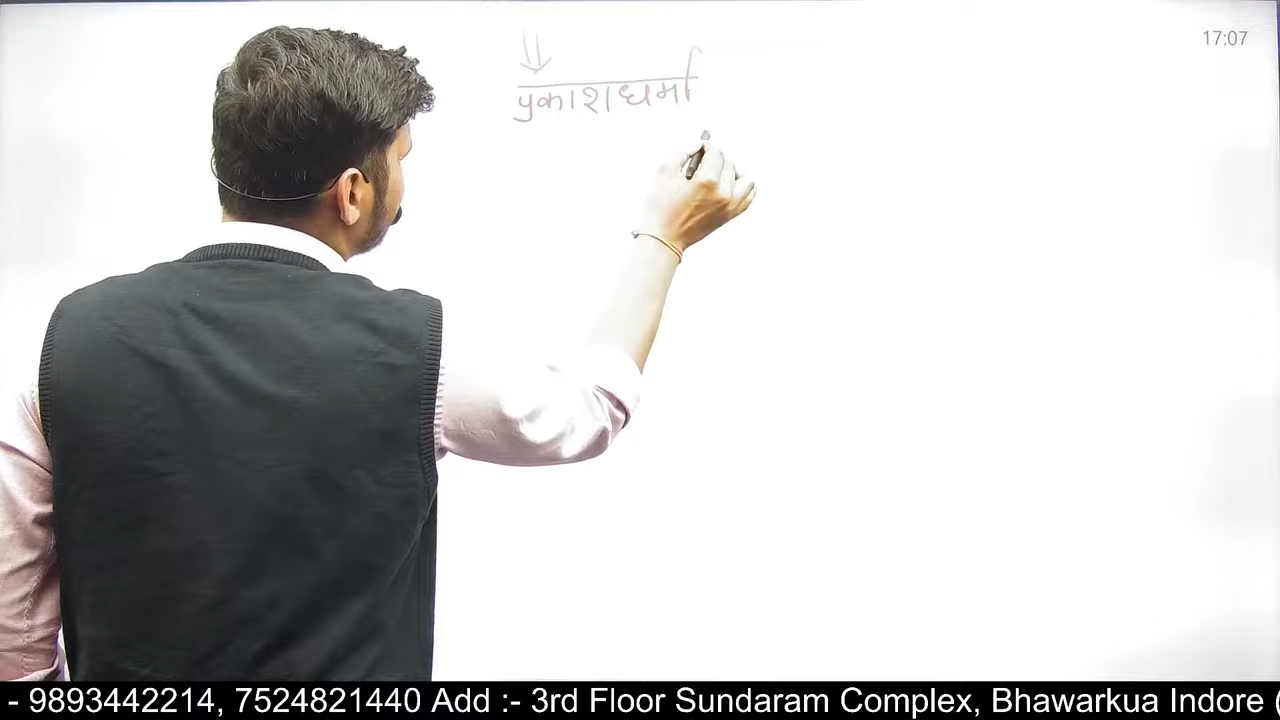 17:07
प्रकाशधर्मा
- 9893442214, 7524821440 Add :- 3rd Floor Sundaram Complex, Bhawarkua Indore (